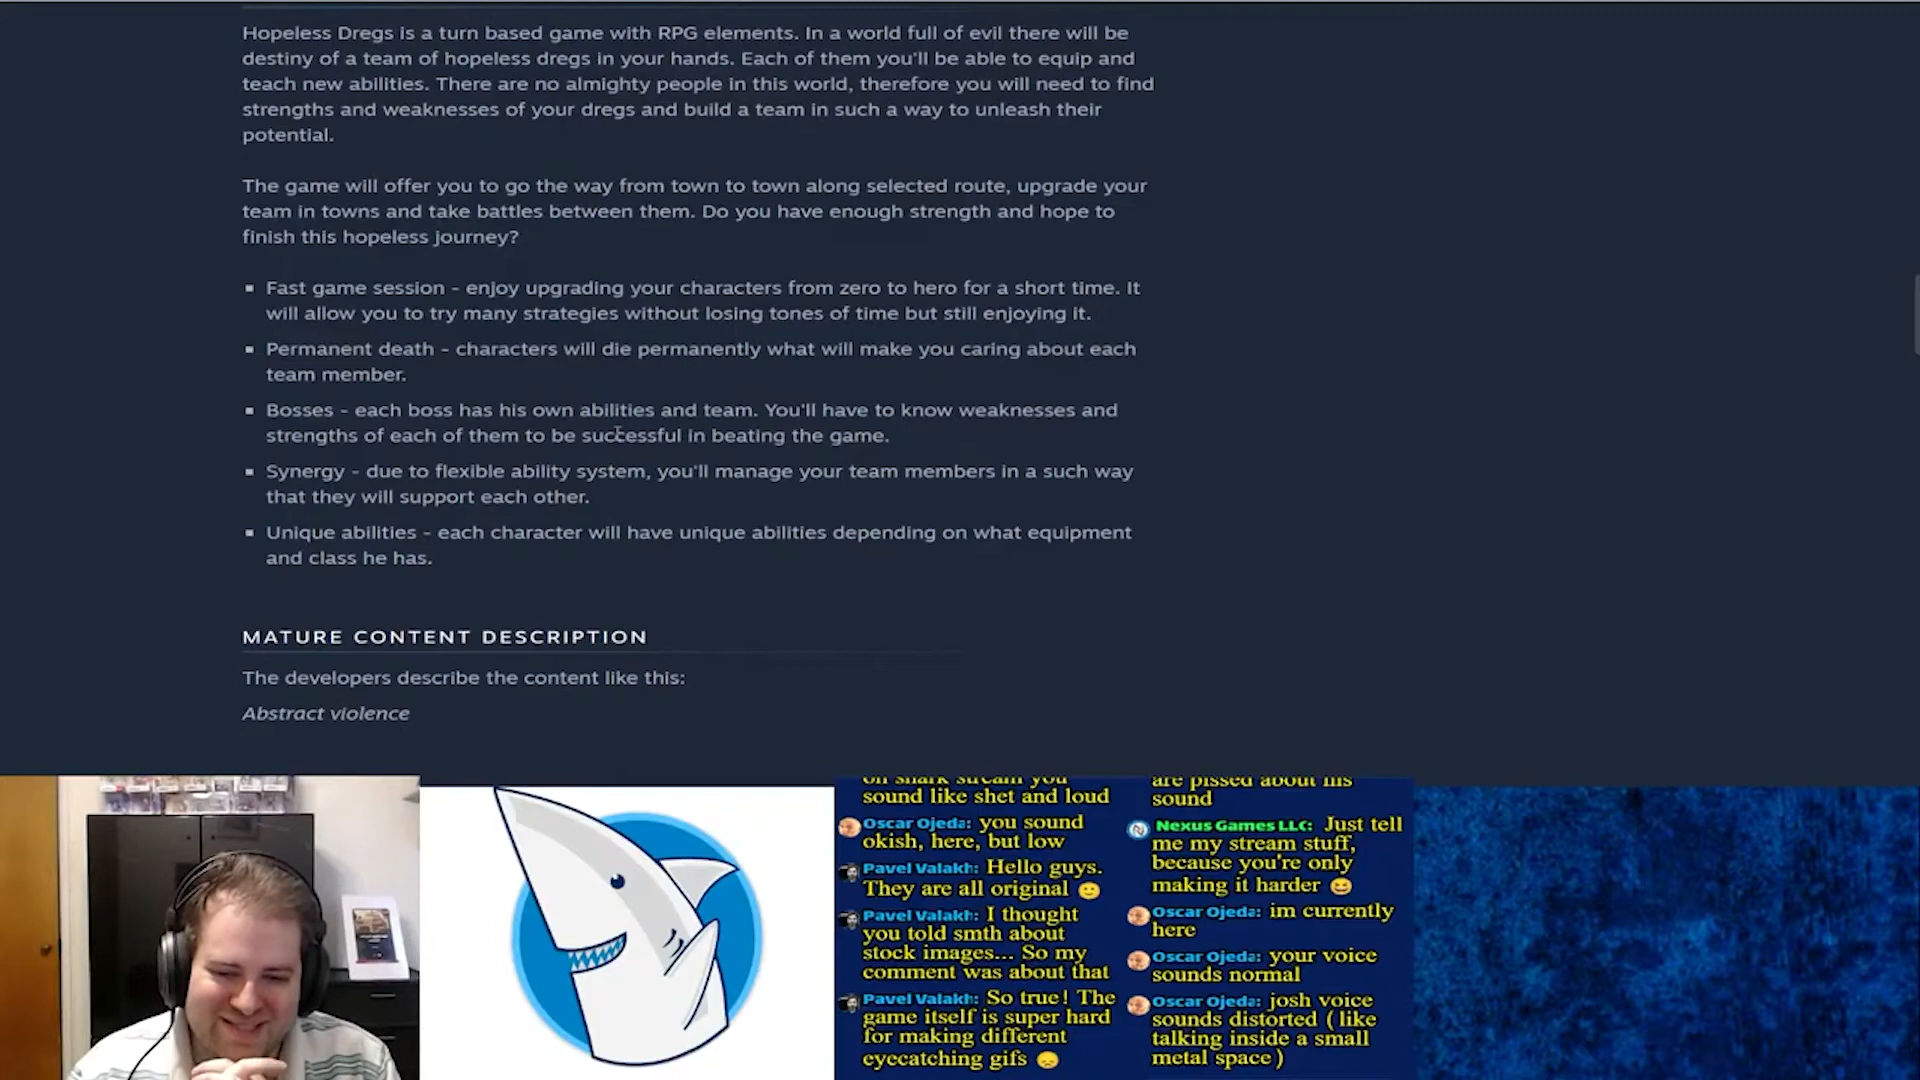 Hopeless Dregs is a turn based game with RPG elements. In a world full of evil there will be
destiny of a team of hopeless dregs in your hands. Each of them you'll be able to equip and
teach new abilities. There are no almighty people in this world, therefore you will need to find
strengths and weaknesses of your dregs and build a team in such a way to unleash their
potential.
The game will offer you to go the way from town to town along selected route, upgrade your
team in towns and take battles between them. Do you have enough strength and hope to
finish this hopeless journey?
▪ Fast game session - enjoy upgrading your characters from zero to hero for a short time. It
will allow you to try many strategies without losing tones of time but still enjoying it.
▪ Permanent death - characters will die permanently what will make you caring about each
team member.
▪ Bosses - each boss has his own abilities and team. You'll have to know weaknesses and
strengths of each of them to be successful in beating the game.
▪ Synergy - due to flexible ability system, you'll manage your team members in a such way
that they will support each other.
▪ Unique abilities - each character will have unique abilities depending on what equipment
and class he has.
MATURE CONTENT DESCRIPTION
The developers describe the content like this:
Abstract violence
on shark stream you
sound like shet and loud
Oscar Ojeda: you sound
okish, here, but low
Pavel Valakh: Hello guys.
They are all original 🙂
Pavel Valakh: I thought
you told smth about
stock images... So my
comment was about that
Pavel Valakh: So true! The
game itself is super hard
for making different
eyecatching gifs 😞
are pissed about his
sound
Nexus Games LLC: Just tell
me my stream stuff,
because you're only
making it harder 😆
Oscar Ojeda: im currently
here
Oscar Ojeda: your voice
sounds normal
Oscar Ojeda: josh voice
sounds distorted (like
talking inside a small
metal space)